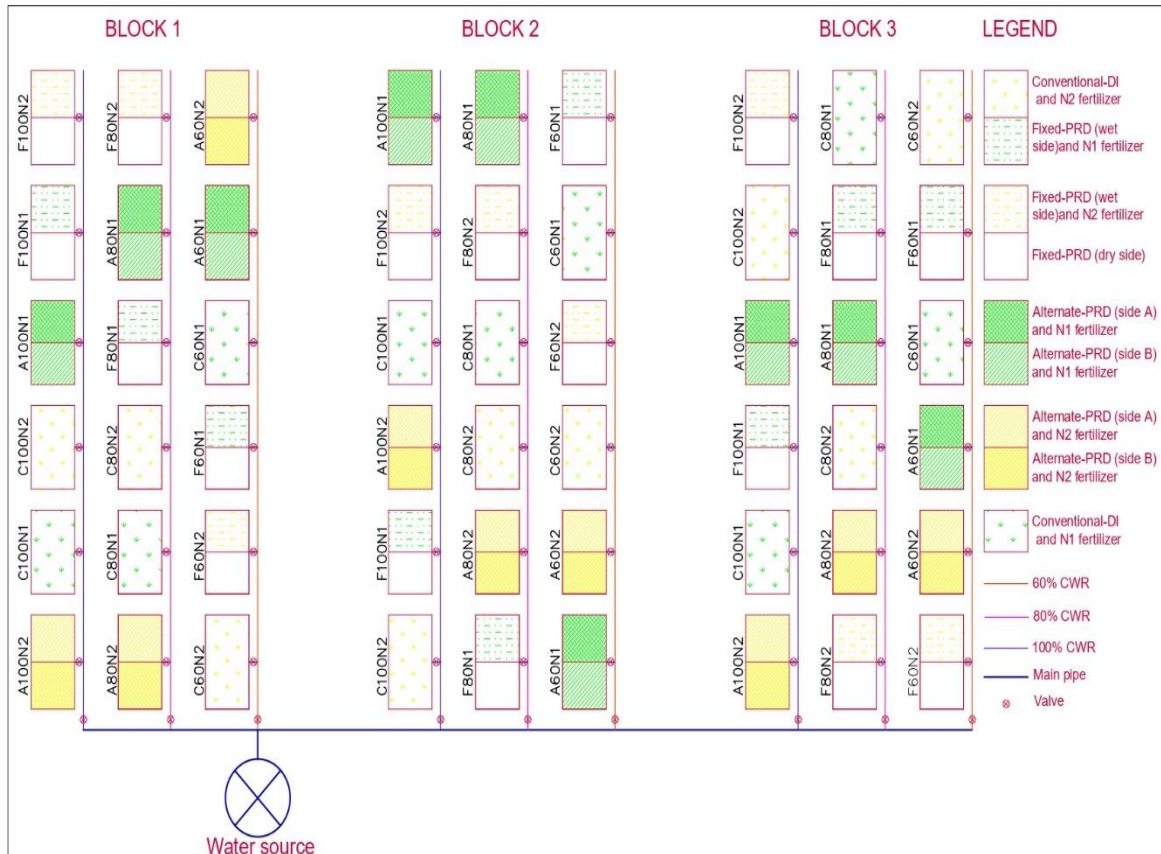 BLOCK 1
BLOCK 2
BLOCK 3
LEGEND
F100N2
F80N2
A60N2
A100N1
A80N1
F60N1
F100N2
C80N1
C60N2
F100N1
A80N1
A60N1
F100N2
F80N2
C60N1
C100N2
F80N1
F60N1
A100N1
F80N1
C60N1
C100N1
C80N1
F60N2
A100N1
A80N1
C60N1
C100N2
C80N2
F60N1
A100N2
C80N2
C60N2
F100N1
C80N2
A60N1
C100N1
C80N1
F60N2
F100N1
A80N2
A60N2
C100N1
A80N2
A60N2
A100N2
A80N2
C60N2
C100N2
F80N1
A60N1
A100N2
F80N2
F60N2
Conventional-DI
and N2 fertilizer
Fixed-PRD (wet
side)and N1 fertilizer
Fixed-PRD (wet
side)and N2 fertilizer
Fixed-PRD (dry side)
Alternate-PRD (side A)
and N1 fertilizer
Alternate-PRD (side B)
and N1 fertilizer
Alternate-PRD (side A)
and N2 fertilizer
Alternate-PRD (side B)
and N2 fertilizer
Conventional-DI
and N1 fertilizer
60% CWR
80% CWR
100% CWR
Main pipe
Valve
Water source